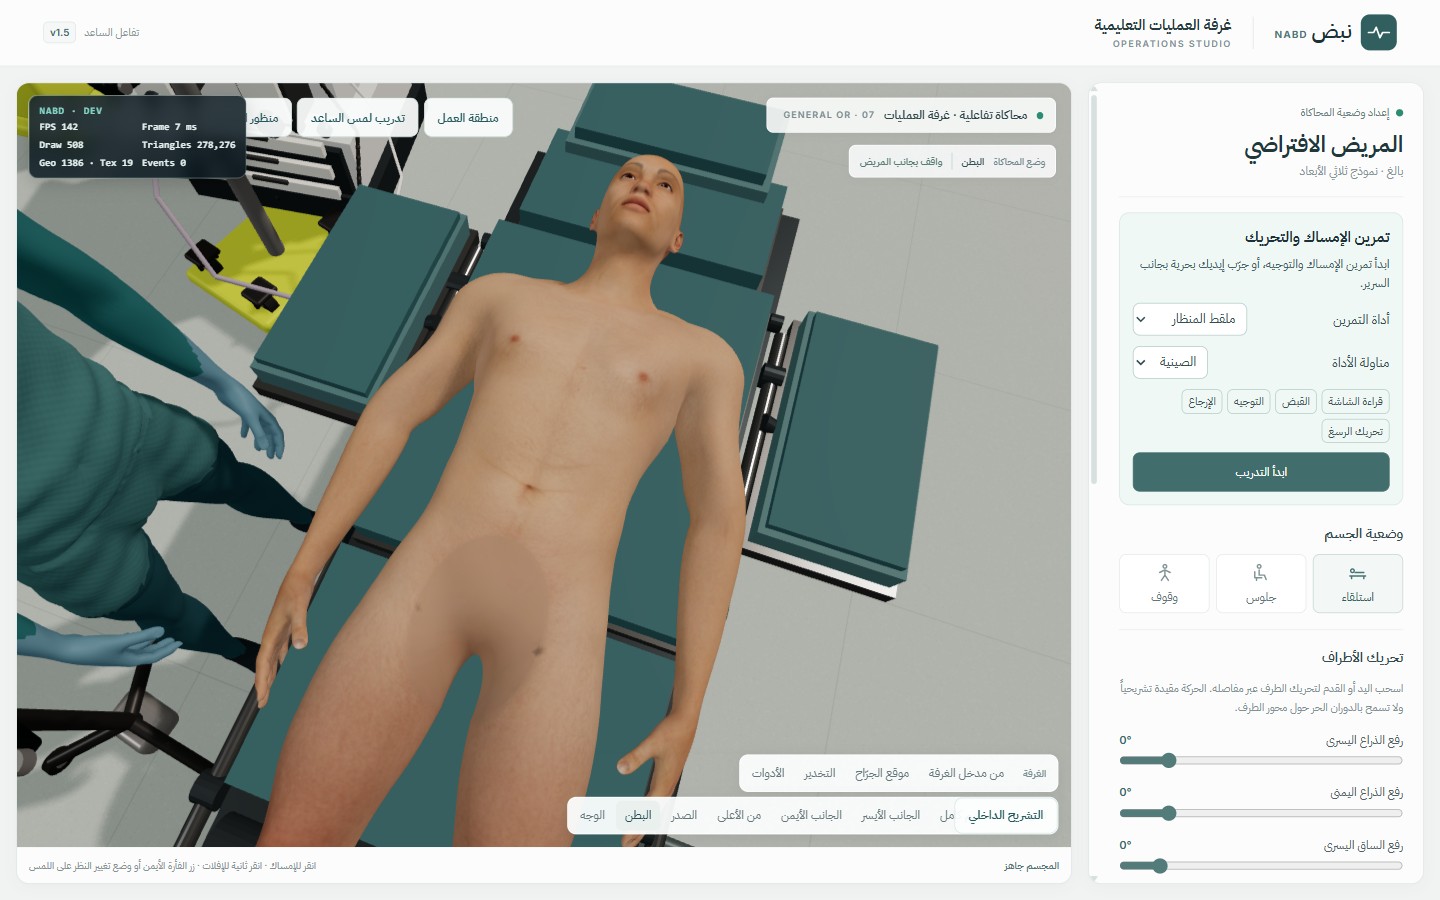 نبض NABD
غرفة العمليات التعليمية
OPERATIONS STUDIO
تفاعل الساعد v1.5
إعداد وضعية المحاكاة
المريض الافتراضي
بالغ · نموذج ثلاثي الأبعاد
تمرين الإمساك والتحريك
ابدأ تمرين الإمساك والتوجيه، أو جرّب إيديك بحرية بجانب
السرير.
أداة التمرين
ملقط المنظار
مناولة الأداة
الصينية
قراءة الشاشة
القبض
التوجيه
الإرجاع
تحريك الرسغ
ابدأ التدريب
وضعية الجسم
استلقاء
جلوس
وقوف
تحريك الأطراف
اسحب اليد أو القدم لتحريك الطرف عبر مفاصله. الحركة مقيدة تشريحياً
ولا تسمح بالدوران الحر حول محور الطرف.
رفع الذراع اليسرى 0°
رفع الذراع اليمنى 0°
رفع الساق اليسرى 0°
محاكاة تفاعلية · غرفة العمليات GENERAL OR · 07
وضع المحاكاة البطن واقف بجانب المريض
منطقة العمل
تدريب لمس الساعد
منظور
NABD · DEV
FPS 142 Frame 7 ms
Draw 508 Triangles 278,276
Geo 1386 · Tex 19 Events 0
الغرفة من مدخل الغرفة موقع الجرّاح التخدير الأدوات
التشريح الداخلي الجانب الأيسر الجانب الأيمن من الأعلى الصدر البطن الوجه
المجسم جاهز
انقر للإمساك · انقر ثانية للإفلات · زر الفأرة الأيمن أو وضع تغيير النظر على اللمس